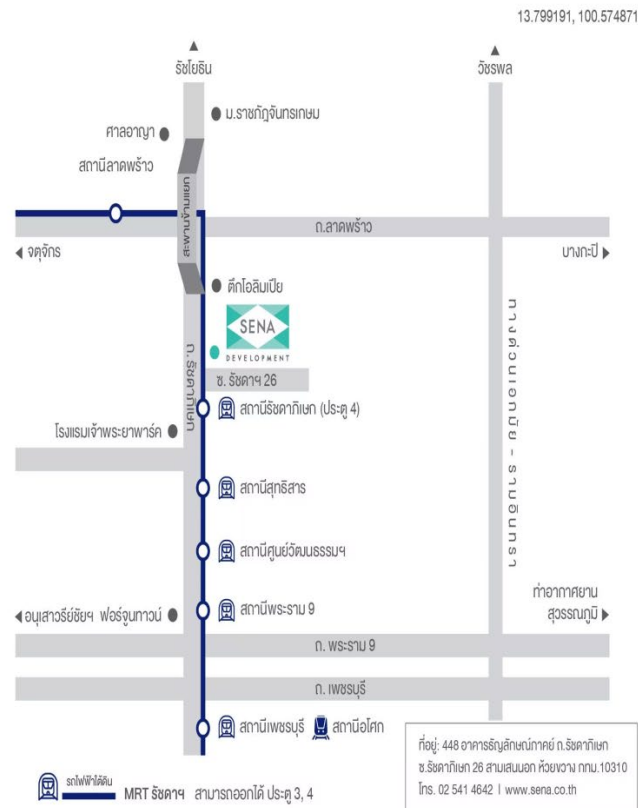 13.799191, 100.574871
รัชโยธิน
วัชรพล
ม.ราชภัฏจันทรเกษม
ศาลอาญา
สถานีลาดพร้าว
สะพานข้ามแยก
ถ.ลาดพร้าว
จตุจักร
บางกะปิ
ตึกโอลิมเปีย
SENA
DEVELOPMENT
ซ. รัชดาฯ 26
ถ.รัชดาภิเษก
สถานีรัชดาภิเษก (ประตู 4)
โรงแรมเจ้าพระยาพาร์ค
ทางด่วนเอกมัย - รามอินทรา
สถานีสุทธิสาร
สถานีศูนย์วัฒนธรรมฯ
สถานีพระราม 9
อนุเสาวรีย์ชัยฯ ฟอร์จูนทาวน์
ท่าอากาศยาน
สุวรรณภูมิ
ถ. พระราม 9
ถ. เพชรบุรี
สถานีเพชรบุรี สถานีอโศก
ที่อยู่: 448 อาคารธัญลักษณ์ภาคย์ ถ.รัชดาภิเษก
ซ.รัชดาภิเษก 26 สามเสนนอก ห้วยขวาง กทม.10310
โทร. 02 541 4642 | www.sena.co.th
รถไฟฟ้าใต้ดิน
MRT รัชดาฯ สามารถออกได้ ประตู 3, 4